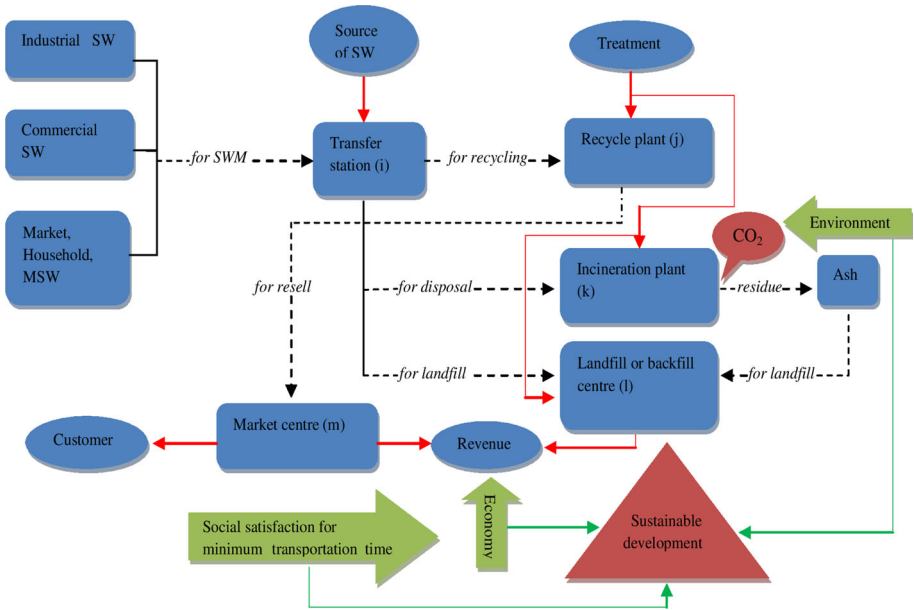 Industrial SW
Source
of SW
Treatment
Commercial
SW
for SWM
Transfer
station (i)
for recycling
Recycle plant (j)
Market,
Household,
MSW
CO2
Environment
for resell
for disposal
Incineration plant
(k)
residue
Ash
for landfill
Landfill or backfill
centre (l)
for landfill
Customer
Market centre (m)
Revenue
Economy
Social satisfaction for
minimum transportation time
Sustainable
development